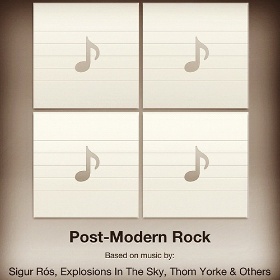 Post-Modern Rock
Based on music by:
Sigur Rós, Explosions In The Sky, Thom Yorke & Others